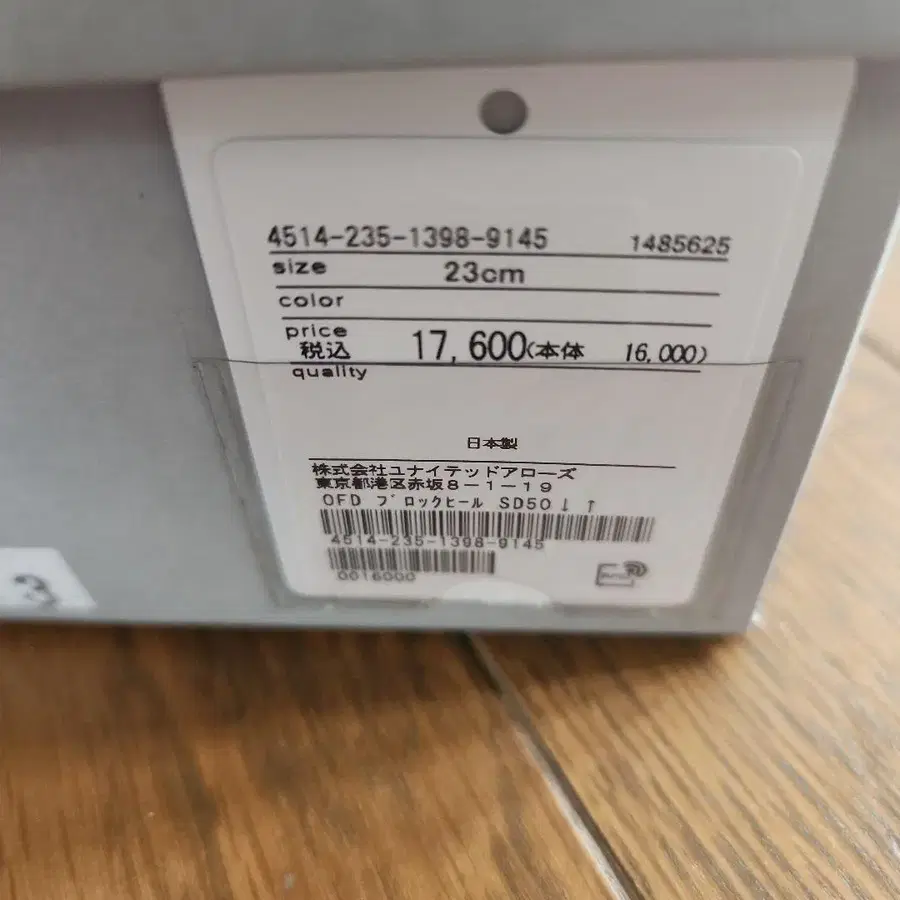 4514-235-1398-9145 1485625
size 23cm
color
price
税込 17,600(本体 16,000)
quality
日本製
株式会社ユナイテッドアローズ
東京都港区赤坂8-1-19
OFD ブロックヒール SD50↓ ↑
4514-235-1398-9145
0016000
3